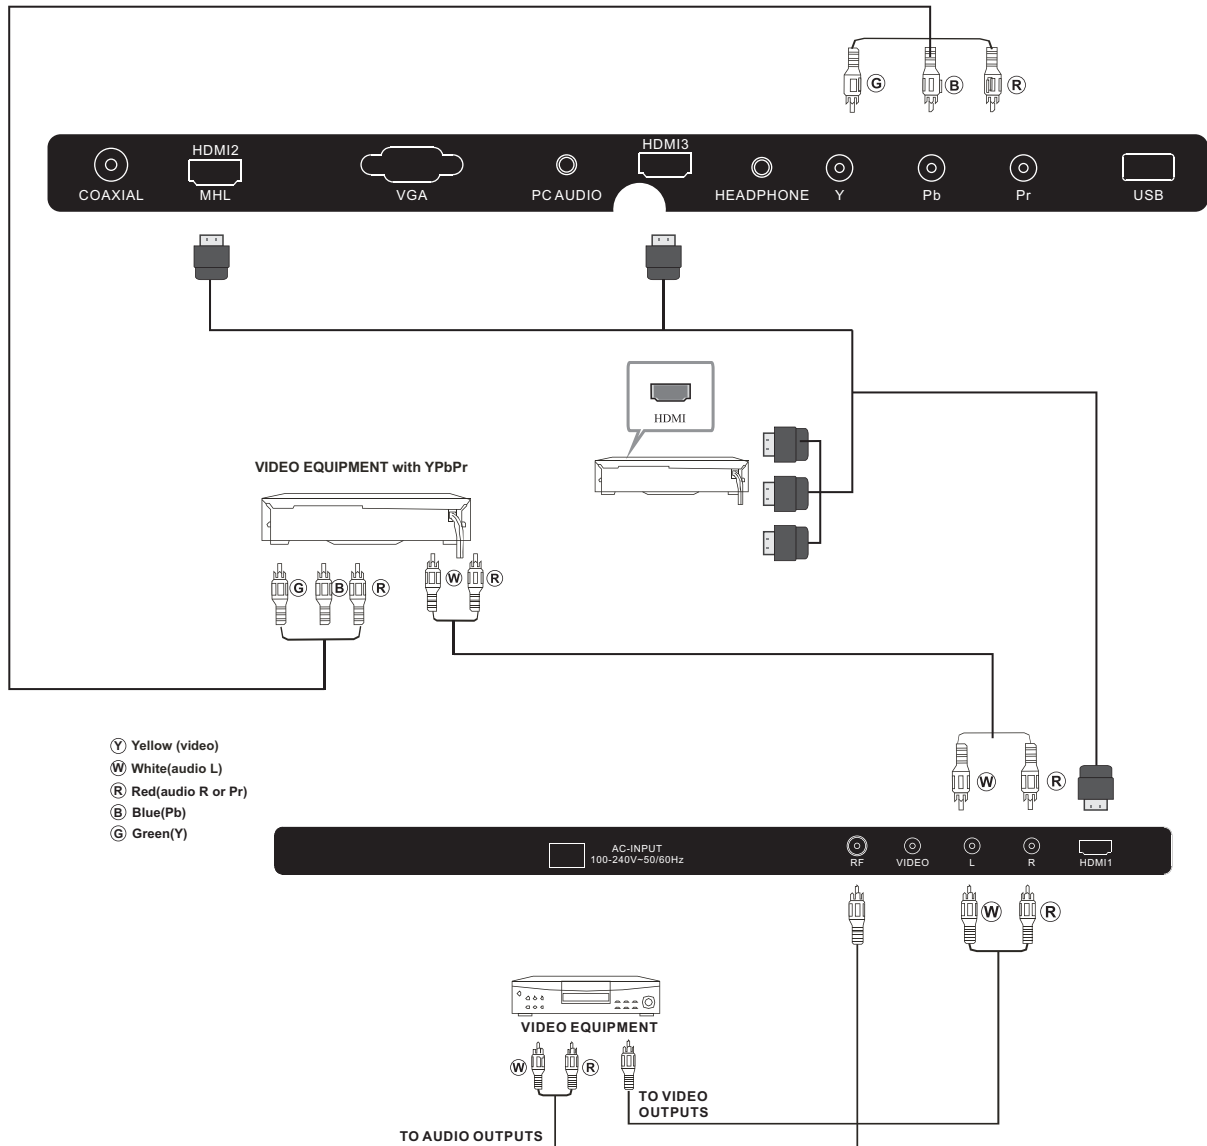 G B R
HDMI2 HDMI3
COAXIAL MHL VGA PC AUDIO HEADPHONE Y Pb Pr USB
HDMI
VIDEO EQUIPMENT with YPbPr
G B R W R
Y Yellow (video)
W White(audio L)
R Red(audio R or Pr)
B Blue(Pb)
G Green(Y)
W R
AC-INPUT
100-240V~50/60Hz
RF VIDEO L R HDMI1
W R
VIDEO EQUIPMENT
W R
TO VIDEO
OUTPUTS
TO AUDIO OUTPUTS